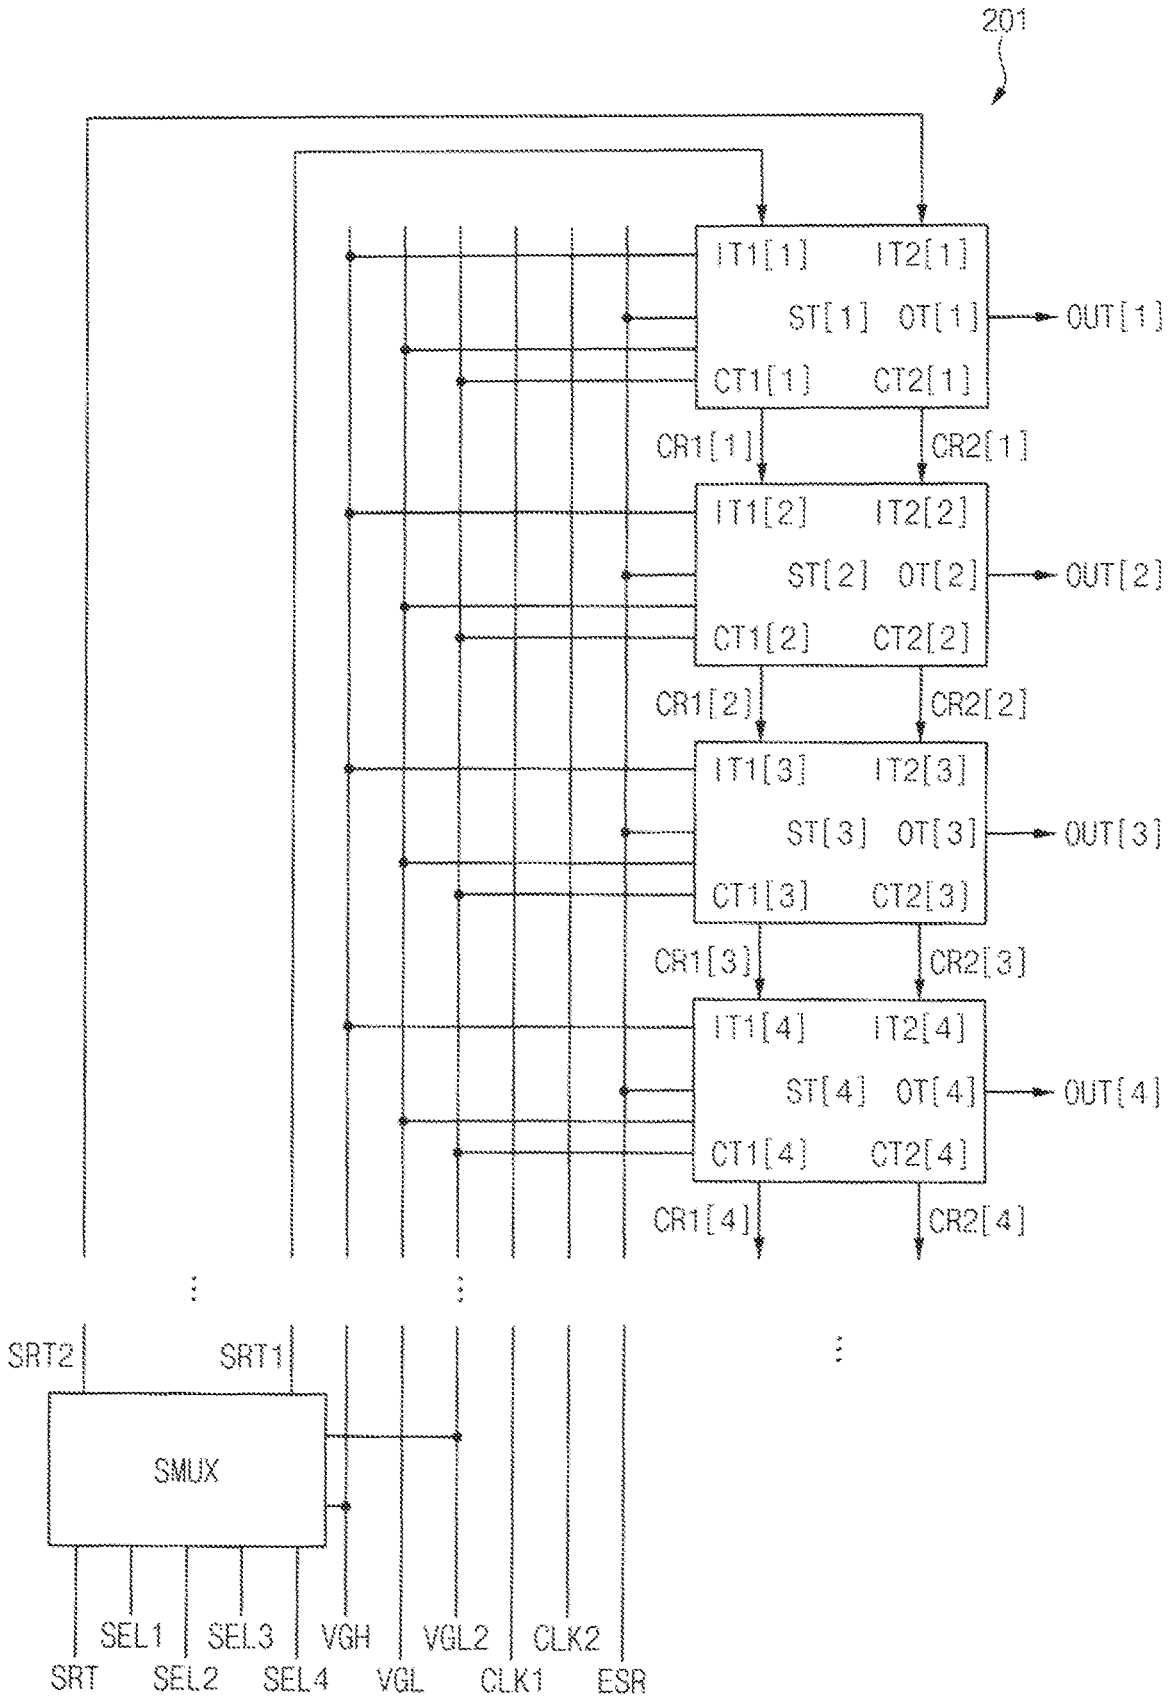 201
IT1[1] IT2[1]
ST[1] OT[1] OUT[1]
CT1[1] CT2[1]
CR1[1] CR2[1]
IT1[2] IT2[2]
ST[2] OT[2] OUT[2]
CT1[2] CT2[2]
CR1[2] CR2[2]
IT1[3] IT2[3]
ST[3] OT[3] OUT[3]
CT1[3] CT2[3]
CR1[3] CR2[3]
IT1[4] IT2[4]
ST[4] OT[4] OUT[4]
CT1[4] CT2[4]
CR1[4] CR2[4]
SRT2 SRT1
SMUX
SEL1 SEL3 VGH VGL2 CLK2
SRT SEL2 SEL4 VGL CLK1 ESR